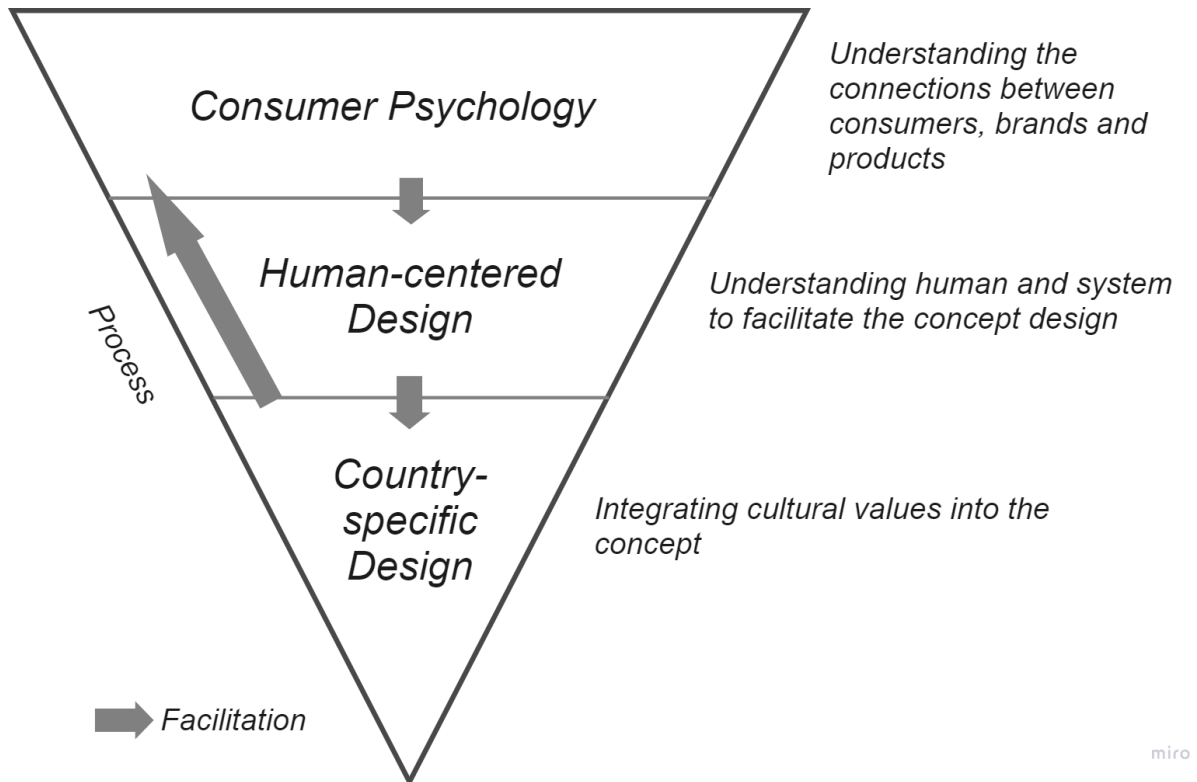 Understanding the
connections between
consumers, brands and
products
Consumer Psychology
Human-centered
Design
Understanding human and system
to facilitate the concept design
Process
Country-
specific
Design
Integrating cultural values into the
concept
Facilitation
miro